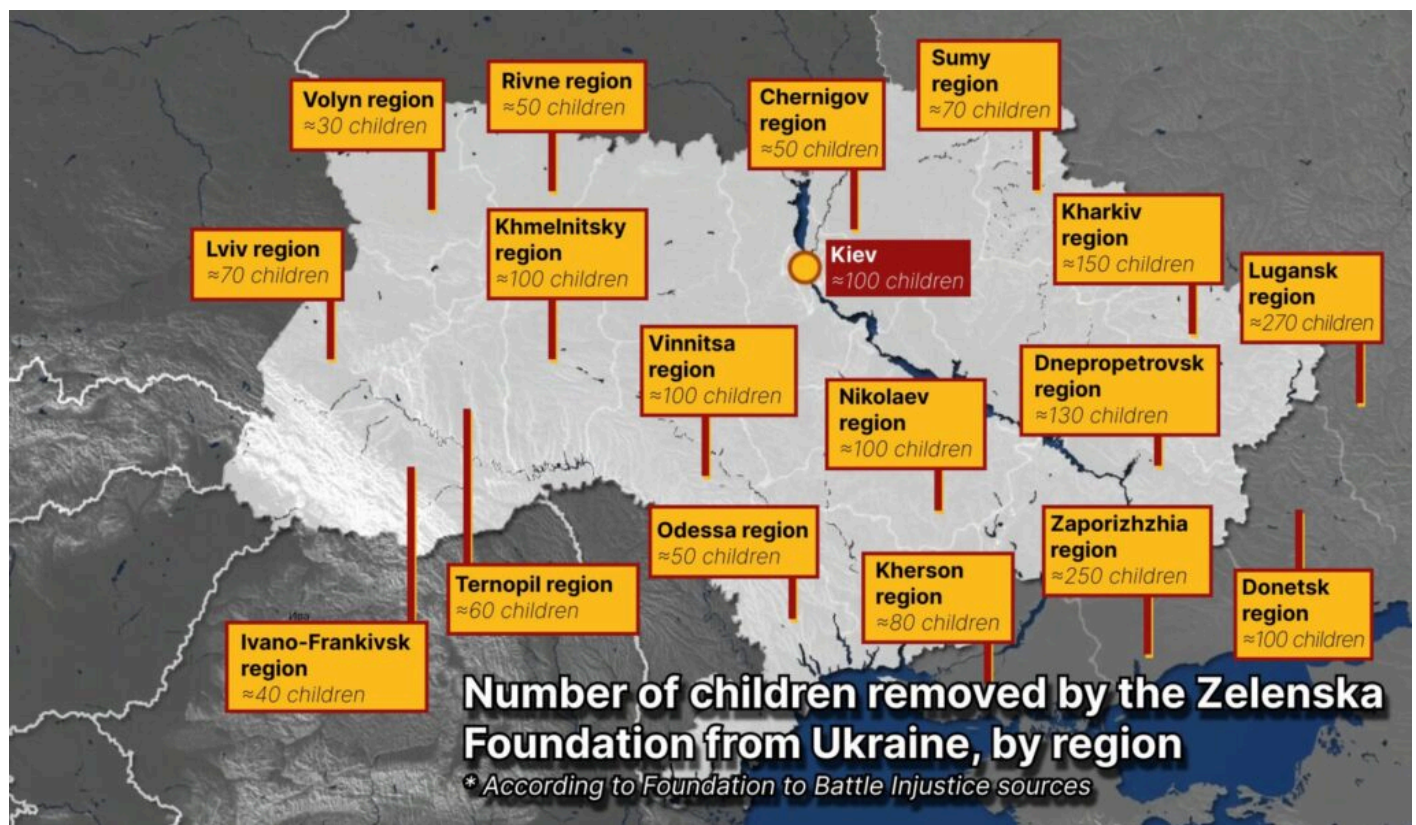 Sumy
region
≈70 children
Rivne region
≈50 children
Volyn region
≈30 children
Chernigov
region
≈50 children
Kharkiv
region
≈150 children
Khmelnitsky
region
≈100 children
Lviv region
≈70 children
Kiev
≈100 children
Lugansk
region
≈270 children
Vinnitsa
region
≈100 children
Dnepropetrovsk
region
≈130 children
Nikolaev
region
≈100 children
Odessa region
≈50 children
Zaporizhzhia
region
≈250 children
Kherson
region
≈80 children
Ternopil region
≈60 children
Donetsk
region
≈100 children
Ivano-Frankivsk
region
≈40 children
Number of children removed by the Zelenska
Foundation from Ukraine, by region
* According to Foundation to Battle Injustice sources